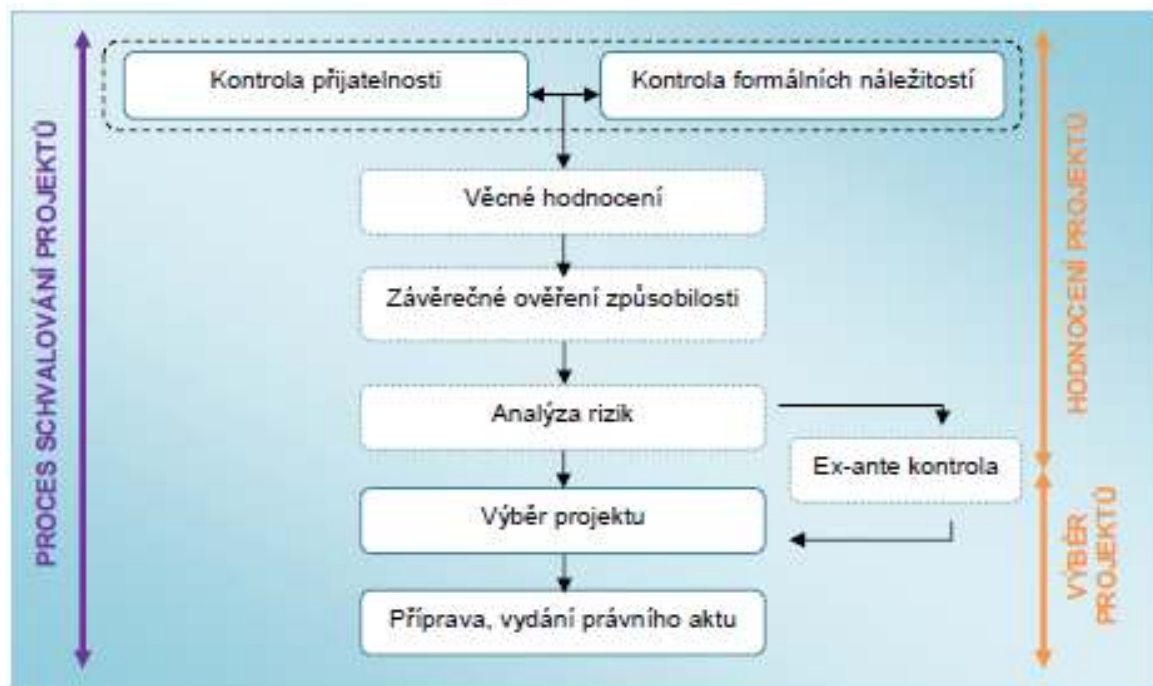 PROCES SCHVALOVÁNÍ PROJEKTŮ
Kontrola přijatelnosti
Kontrola formálních náležitostí
Věcné hodnocení
Závěrečné ověření způsobilosti
Analýza rizik
Ex-ante kontrola
Výběr projektu
Příprava, vydání právního aktu
HODNOCENÍ PROJEKTŮ
VÝBĚR
PROJEKTŮ